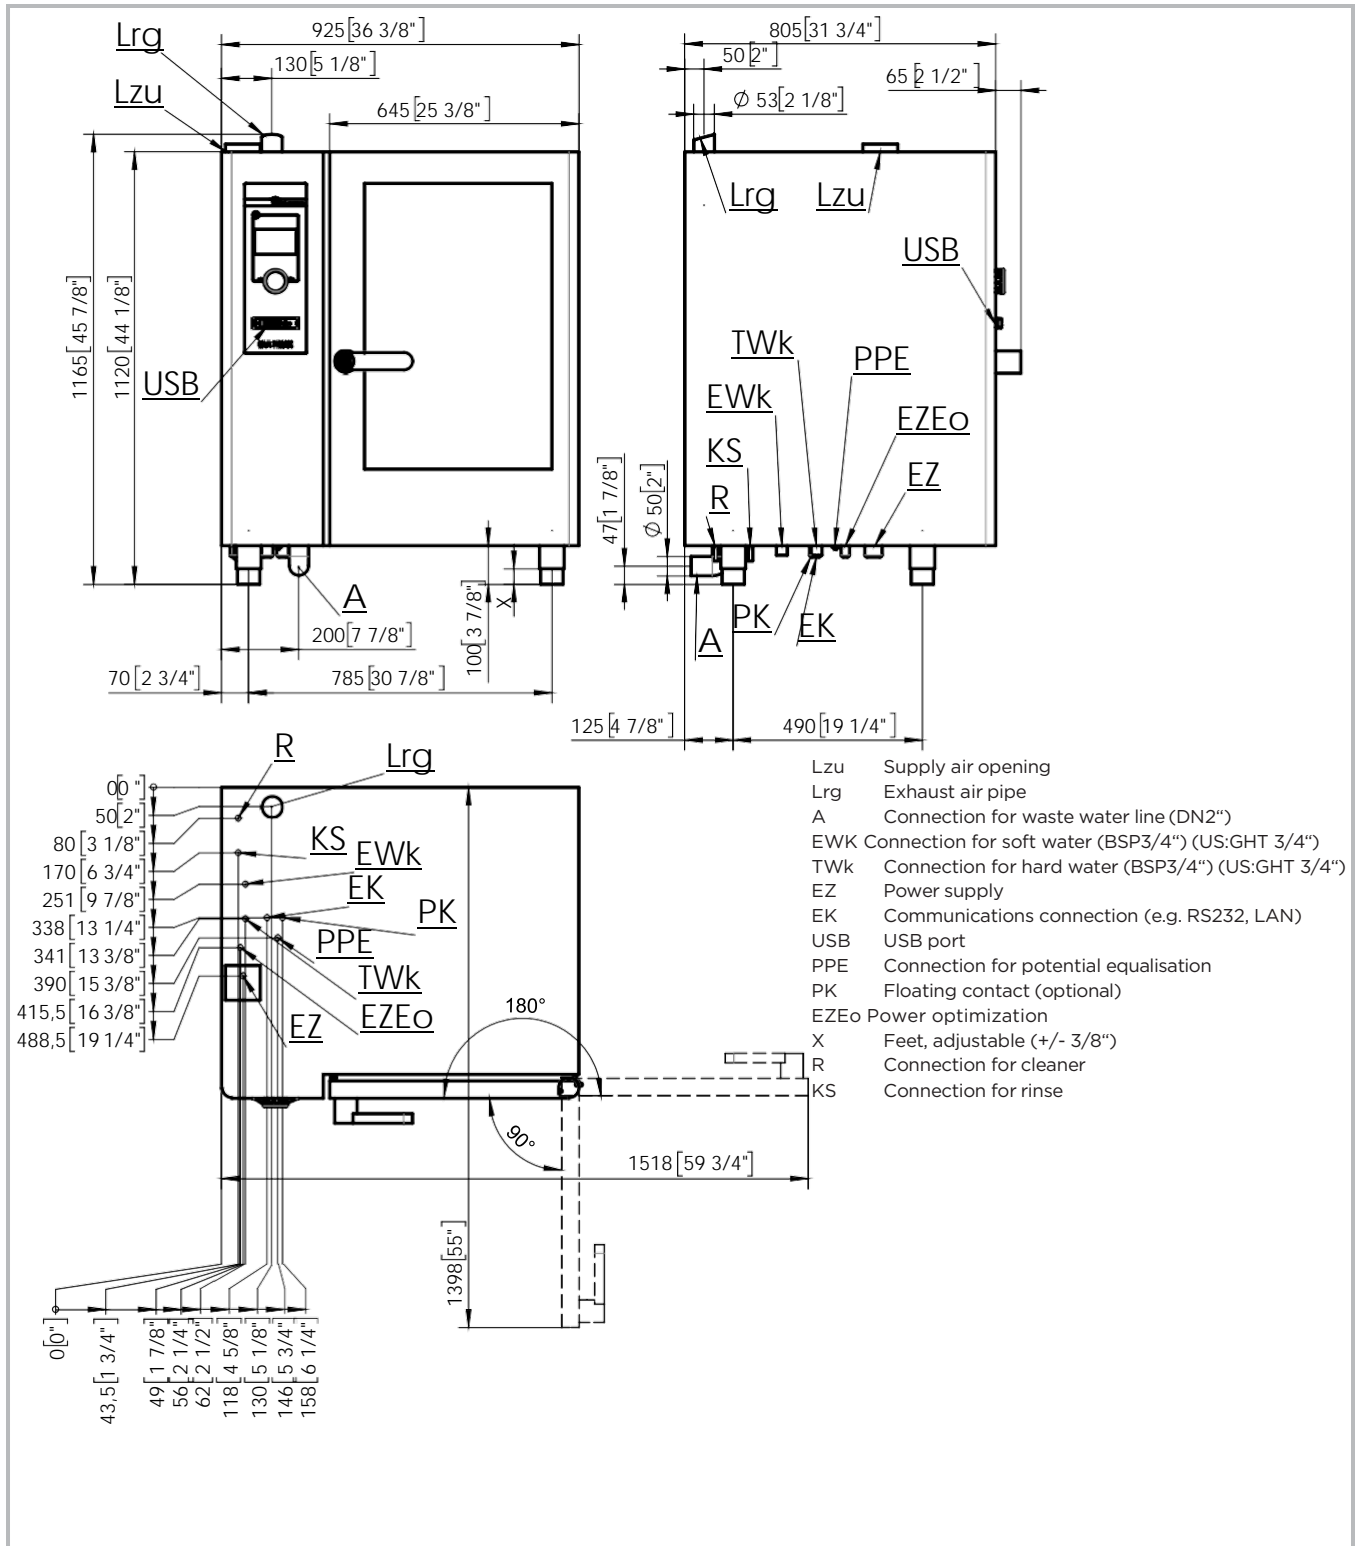 925[36 3/8"]
Lrg
130[5 1/8"]
Lzu
645[25 3/8"]
1165[45 7/8"]
1120[44 1/8"]
USB
A
200[7 7/8"]
100[3 7/8"]
X
70[2 3/4"]
785[30 7/8"]
805[31 3/4"]
50[2"]
65[2 1/2"]
Ø 53[2 1/8"]
Lrg
Lzu
USB
TWk
PPE
EWk
EZEo
KS
EZ
R
47[1 7/8"]
Ø 50[2"]
PK
EK
A
125[4 7/8"]
490[19 1/4"]
R
Lrg
0[0 "]
50[2"]
80[3 1/8"]
170[6 3/4"]
251[9 7/8"]
338[13 1/4"]
341[13 3/8"]
390[15 3/8"]
415,5[16 3/8"]
488,5[19 1/4"]
KS
EWk
EK
PK
PPE
TWk
EZEo
EZ
180°
90°
1518[59 3/4"]
1398[55"]
0[0"]
43,5[1 3/4"]
49[1 7/8"]
56[2 1/4"]
62[2 1/2"]
118[4 5/8"]
130[5 1/8"]
146[5 3/4"]
158[6 1/4"]
Lzu Supply air opening
Lrg Exhaust air pipe
A Connection for waste water line (DN2“)
EWK Connection for soft water (BSP3/4“) (US:GHT 3/4“)
TWk Connection for hard water (BSP3/4“) (US:GHT 3/4“)
EZ Power supply
EK Communications connection (e.g. RS232, LAN)
USB USB port
PPE Connection for potential equalisation
PK Floating contact (optional)
EZEo Power optimization
X Feet, adjustable (+/- 3/8“)
R Connection for cleaner
KS Connection for rinse